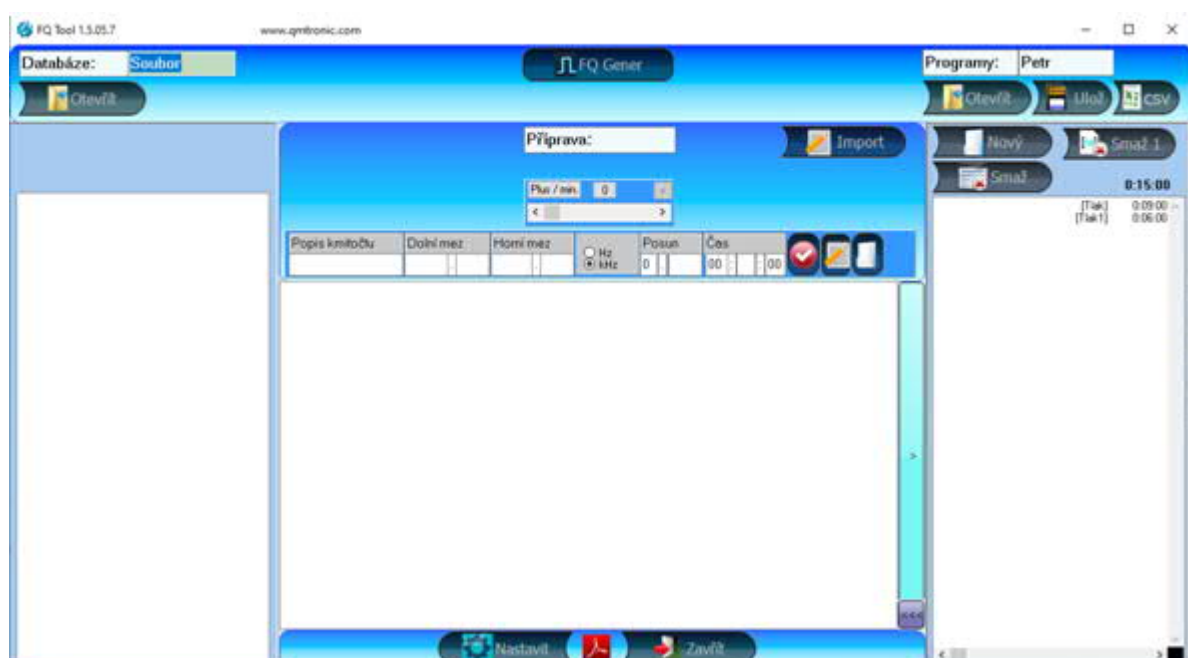 FQ Tool 1.5.05.7 www.qmtronic.com
Databáze: Soubor
Otevřít
FQ Gener
Programy: Petr
Otevřít Ulož CSV
Příprava:
Import
Nový Smaž 1
Smaž
0:15:00
Plus / min. 0
< >
[Tlak] 0:09:00
[Tlak1] 0:06:00
Popis kmitočtu Dolní mez Horní mez Hz kHz Posun Čas
0 00 : : 00
>
<<<
Nastavit Zavřít
< >